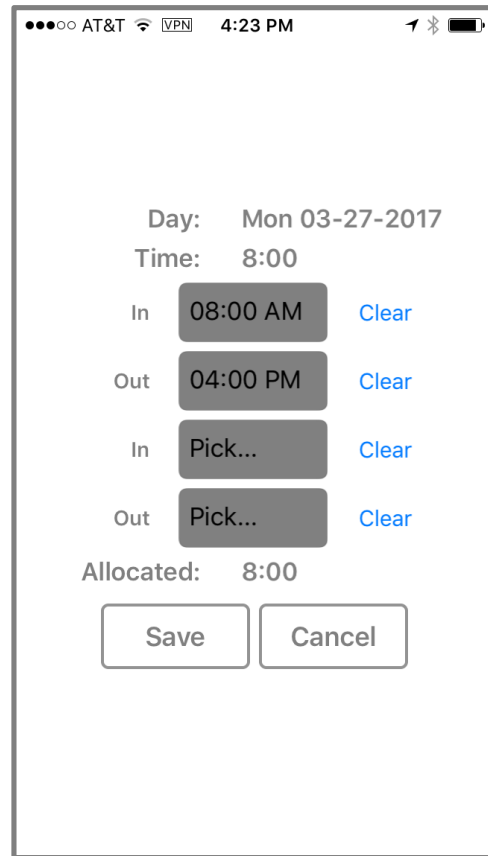 AT&T VPN 4:23 PM
Day: Mon 03-27-2017
Time: 8:00
In 08:00 AM Clear
Out 04:00 PM Clear
In Pick... Clear
Out Pick... Clear
Allocated: 8:00
Save Cancel